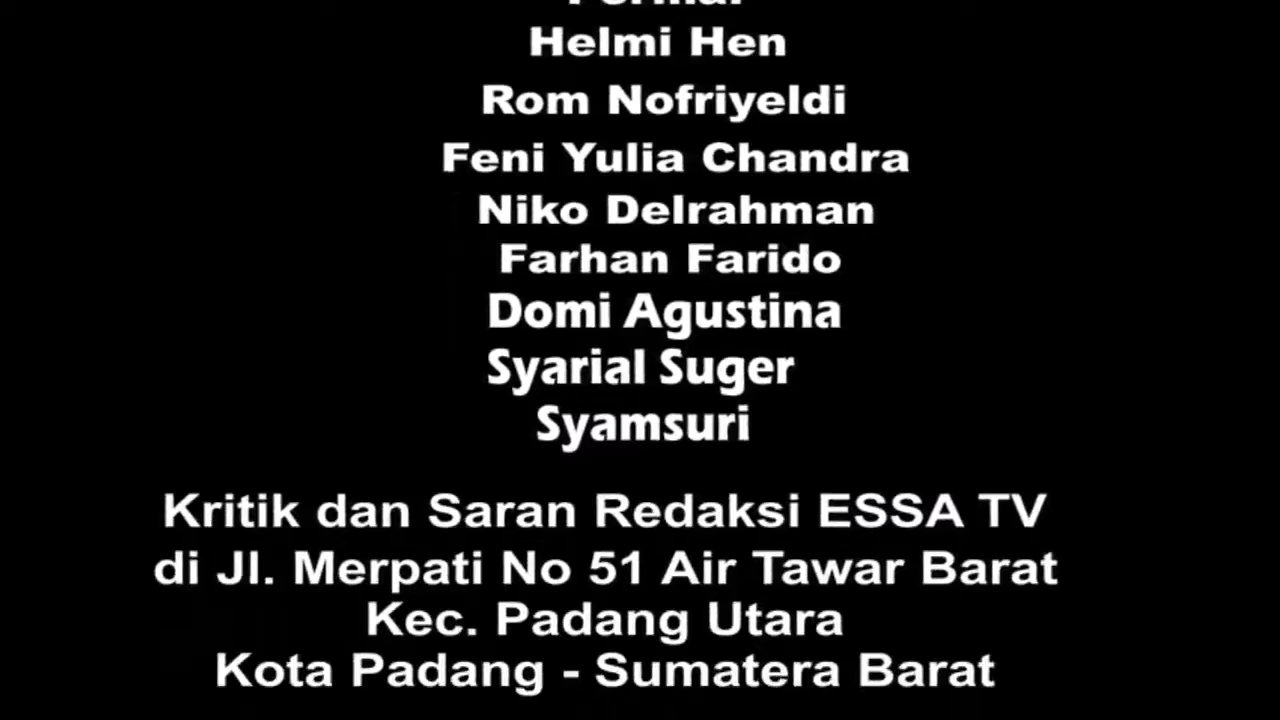 Helmi Hen
Rom Nofriyeldi
Feni Yulia Chandra
Niko Delrahman
Farhan Farido
Domi Agustina
Syarial Suger
Syamsuri
Kritik dan Saran Redaksi ESSA TV
di Jl. Merpati No 51 Air Tawar Barat
Kec. Padang Utara
Kota Padang - Sumatera Barat